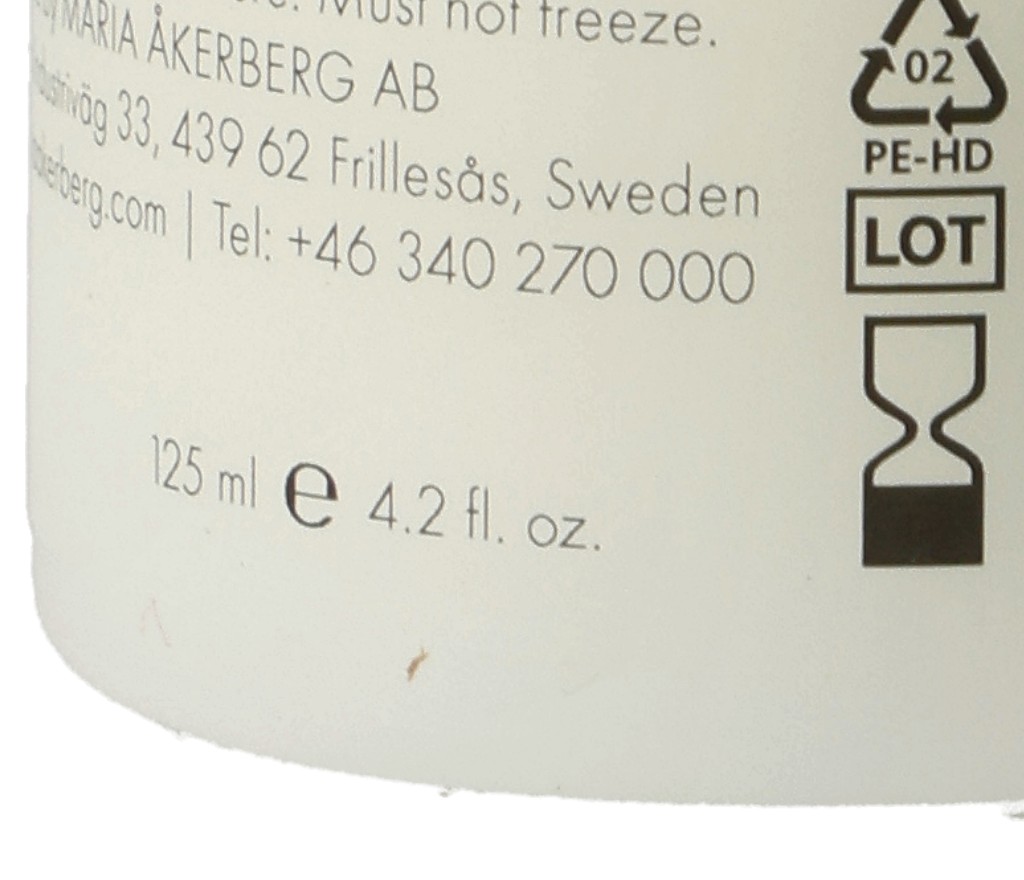 Must not freeze.
MARIA ÅKERBERG AB
33, 439 62 Frillesås, Sweden
| Tel: +46 340 270 000
125 ml e 4.2 fl. oz.
02
PE-HD
LOT